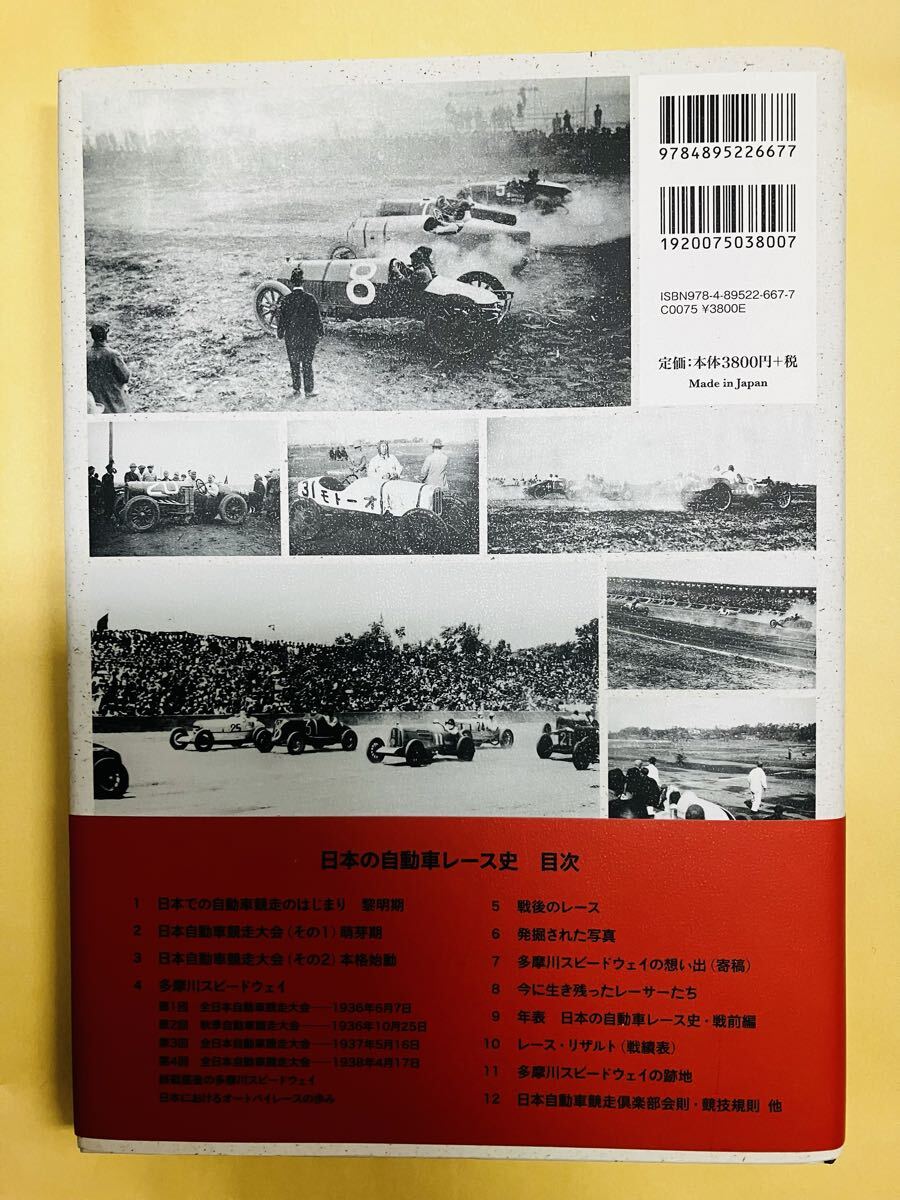 9784895226677
1920075038007
ISBN978-4-89522-667-7
C0075 ¥3800E
定価:本体3800円+税
Made in Japan
5
7
8
31モトーオ
8
25
8
24
日本の自動車レース史 目次
1 日本での自動車競走のはじまり 黎明期
2 日本自動車競走大会(その1)萌芽期
3 日本自動車競走大会(その2)本格始動
4 多摩川スピードウェイ
第1回 全日本自動車競走大会──1936年6月7日
第2回 秋季自動車競走大会──1936年10月25日
第3回 全日本自動車競走大会──1937年5月16日
第4回 全日本自動車競走大会──1938年4月17日
の多摩川スピードウェイ
日本におけるオートバイレースの歩み
5 戦後のレース
6 発掘された写真
7 多摩川スピードウェイの想い出(寄稿)
8 今に生き残ったレーサーたち
9 年表 日本の自動車レース史・戦前編
10 レース・リザルト(戦績表)
11 多摩川スピードウェイの跡地
12 日本自動車競走倶楽部会則・競技規則 他